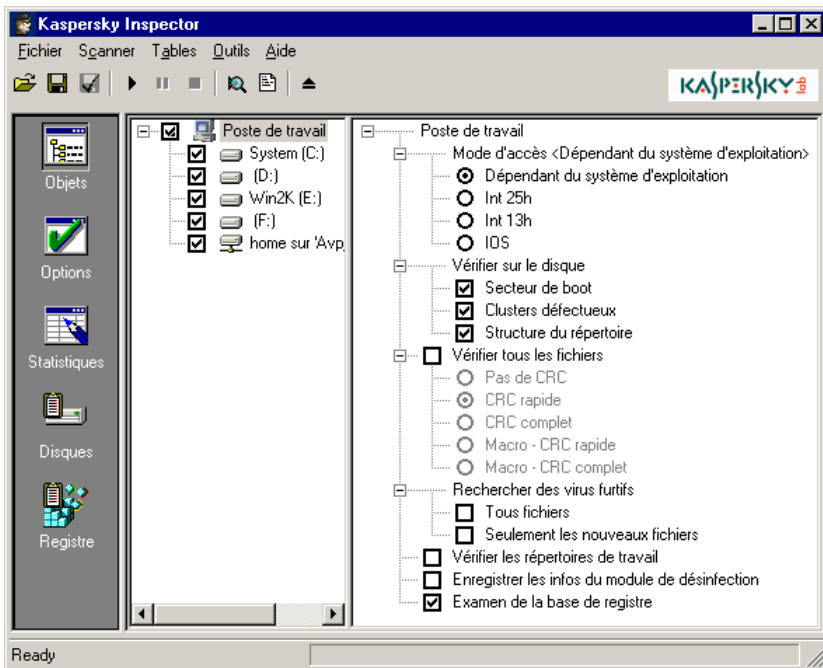 Kaspersky Inspector
Fichier Scanner Tables Outils Aide
KASPERSKY lab
Objets
Options
Statistiques
Disques
Registre
Poste de travail
System (C:)
(D:)
Win2K (E:)
(F:)
home sur 'Avp_
Poste de travail
Mode d'accès <Dépendant du système d'exploitation>
Dépendant du système d'exploitation
Int 25h
Int 13h
IOS
Vérifier sur le disque
Secteur de boot
Clusters défectueux
Structure du répertoire
Vérifier tous les fichiers
Pas de CRC
CRC rapide
CRC complet
Macro - CRC rapide
Macro - CRC complet
Rechercher des virus furtifs
Tous fichiers
Seulement les nouveaux fichiers
Vérifier les répertoires de travail
Enregistrer les infos du module de désinfection
Examen de la base de registre
Ready